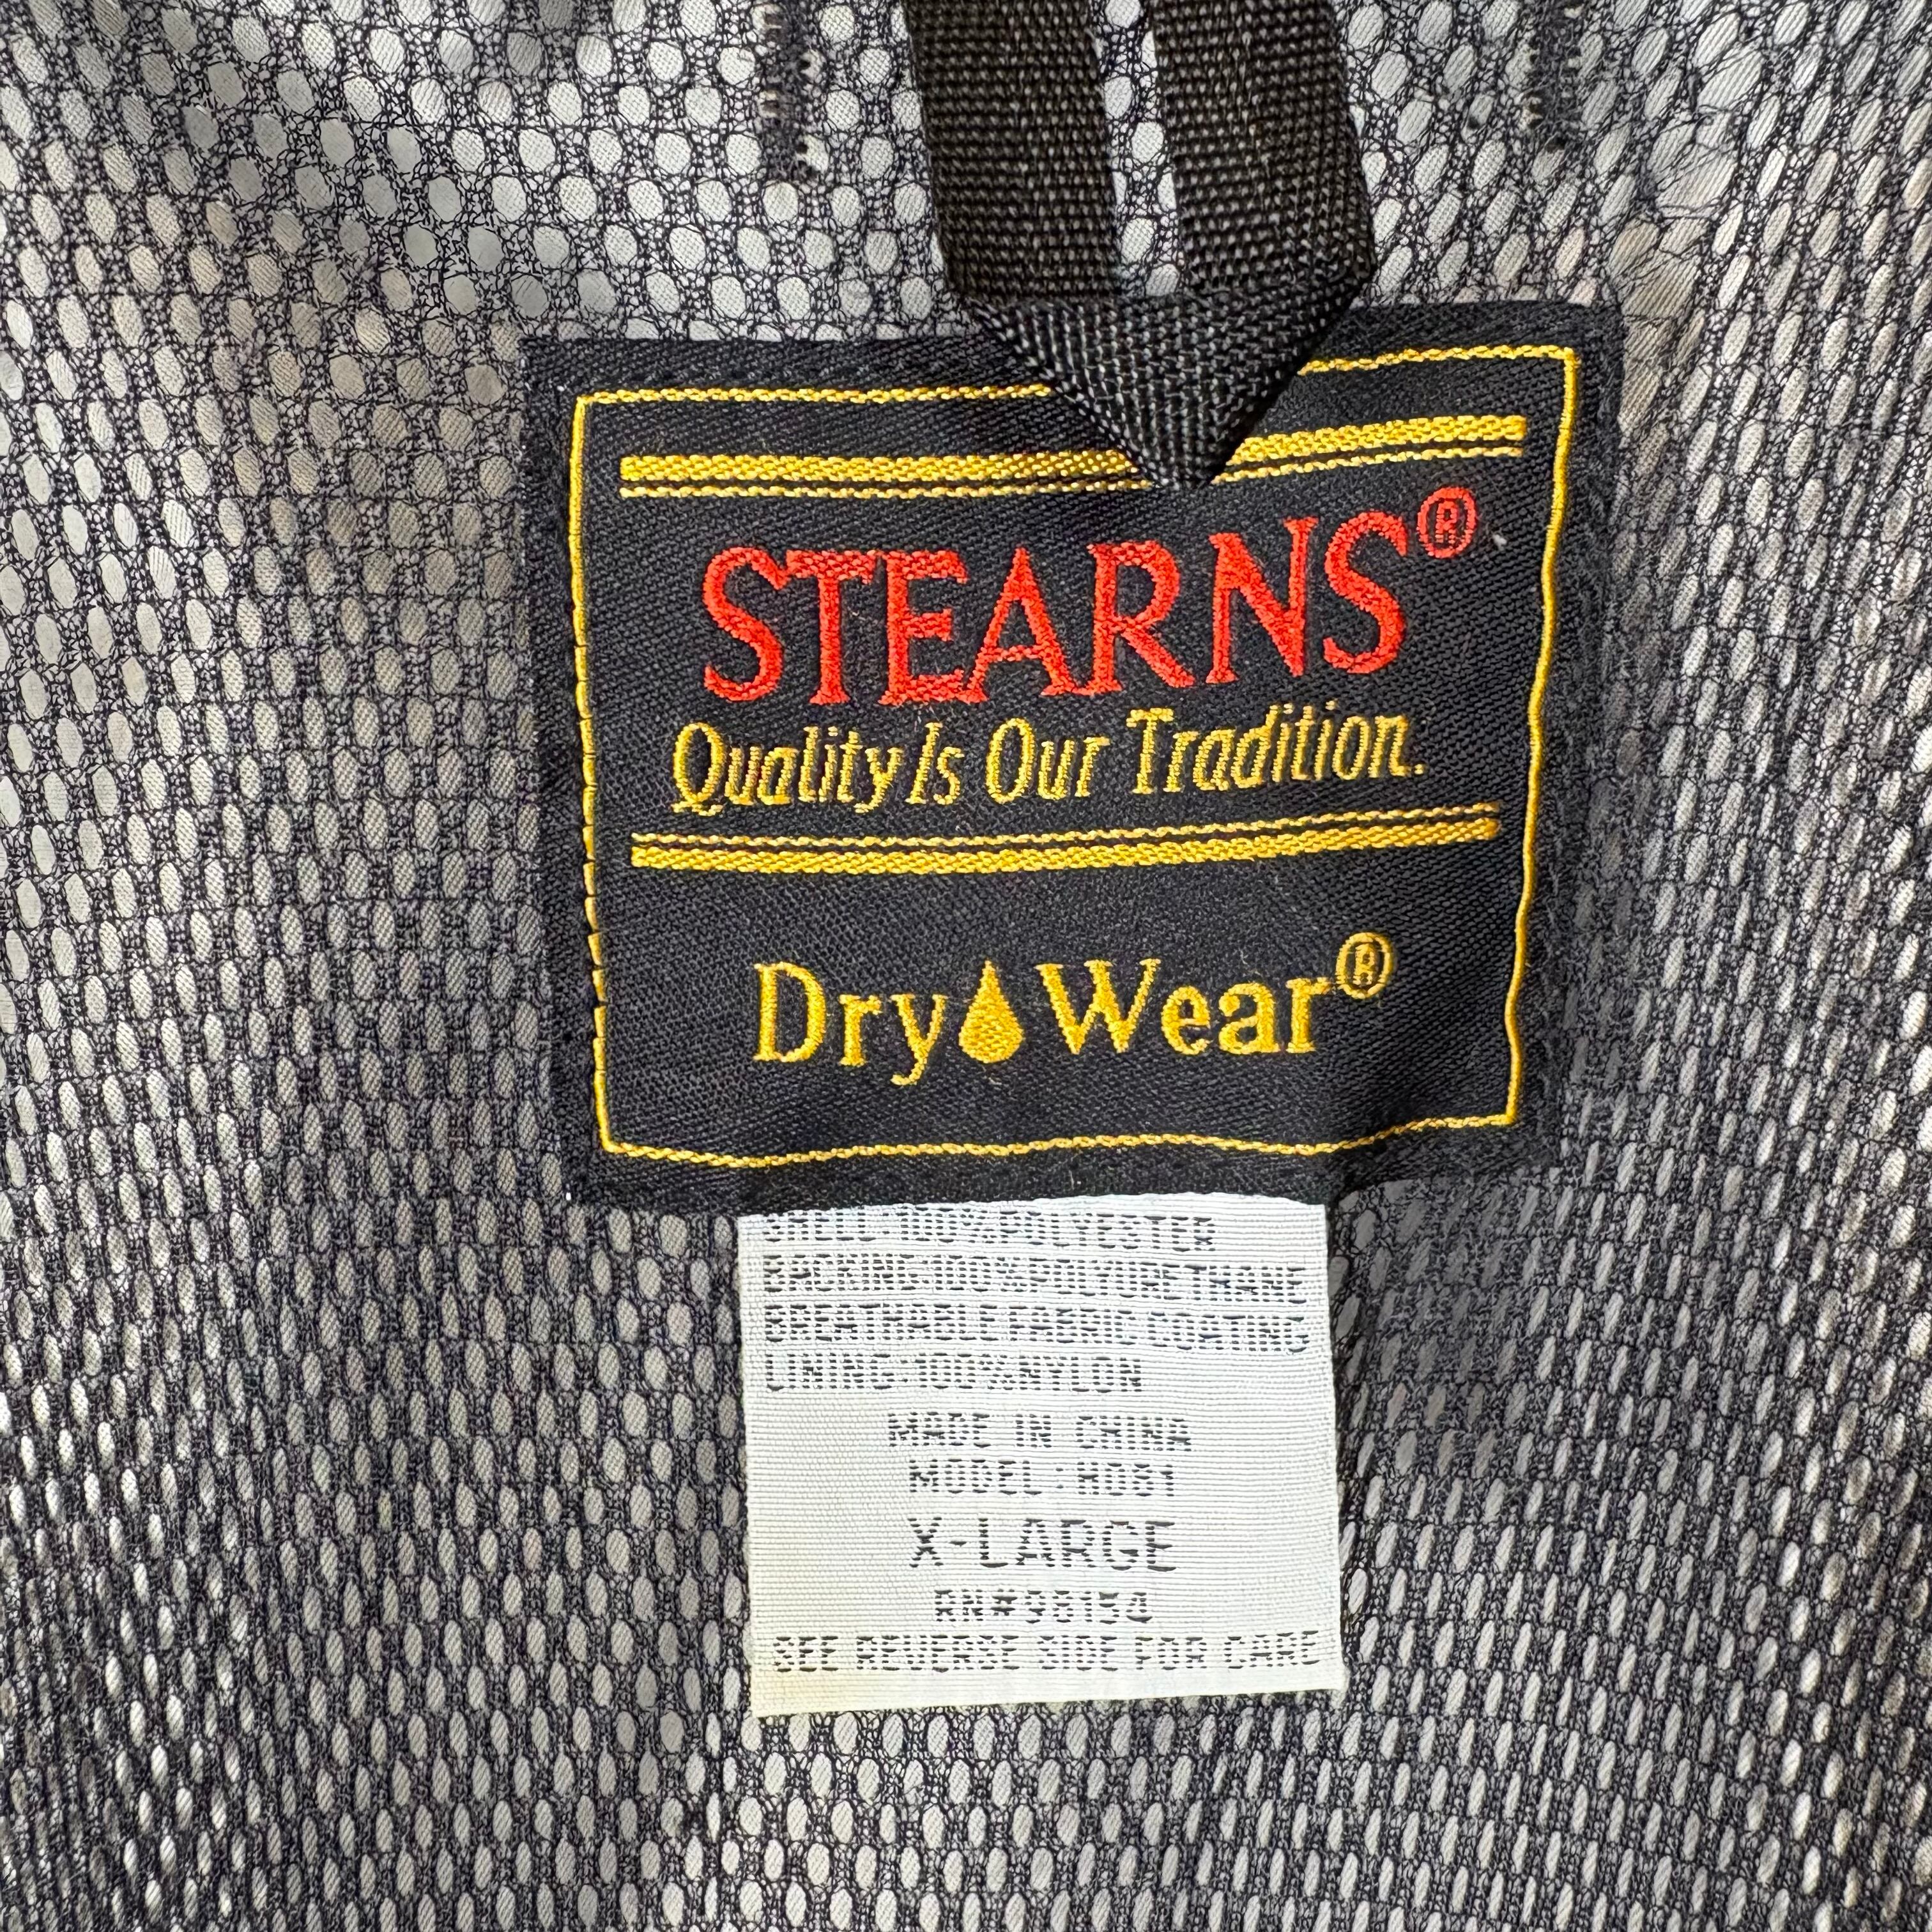 STEARNS®
Quality Is Our Tradition.
Dry Wear®
SHELL:100%POLYESTER
BACKING:100%POLYURETHANE
BREATHABLE FABRIC COATING
LINING:100%NYLON
MADE IN CHINA
MODEL:H081
X-LARGE
RN#98154
SEE REVERSE SIDE FOR CARE